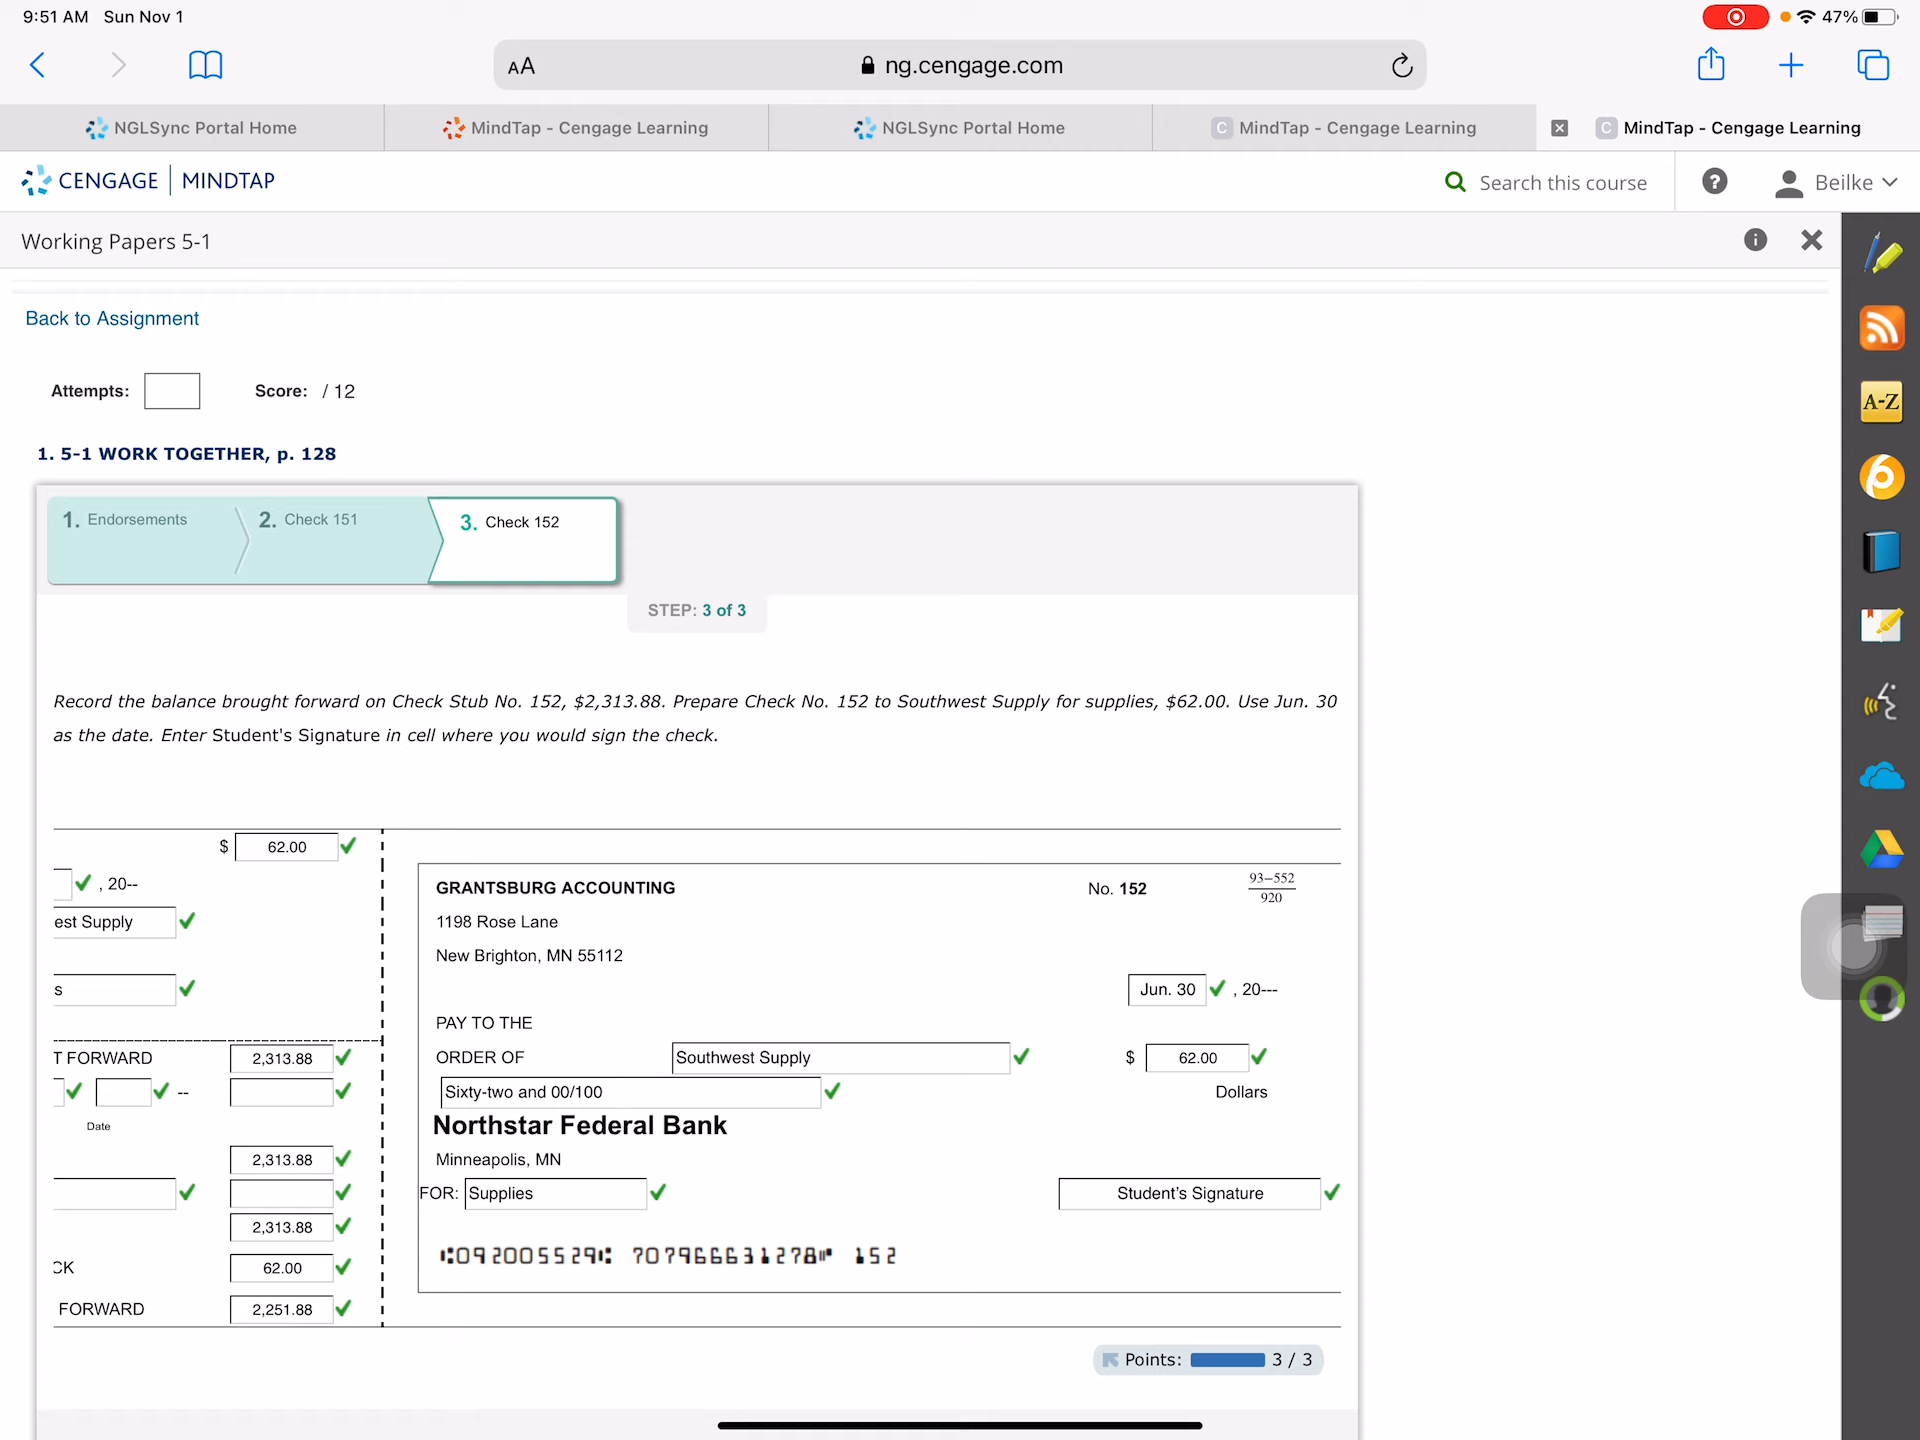 9:51 AM Sun Nov 1
47%
AA
ng.cengage.com
NGLSync Portal Home
MindTap - Cengage Learning
NGLSync Portal Home
C MindTap - Cengage Learning
C MindTap - Cengage Learning
CENGAGE MINDTAP
Search this course
?
Beilke
Working Papers 5-1
i
Back to Assignment
A-Z
Attempts:
Score: / 12
1. 5-1 WORK TOGETHER, p. 128
1. Endorsements
2. Check 151
3. Check 152
STEP: 3 of 3
Record the balance brought forward on Check Stub No. 152, $2,313.88. Prepare Check No. 152 to Southwest Supply for supplies, $62.00. Use Jun. 30
as the date. Enter Student's Signature in cell where you would sign the check.
$ 62.00
, 20--
est Supply
s
T FORWARD 2,313.88
--
Date
2,313.88
2,313.88
CK 62.00
FORWARD 2,251.88
GRANTSBURG ACCOUNTING
No. 152
93–552
920
1198 Rose Lane
New Brighton, MN 55112
Jun. 30 , 20---
PAY TO THE
ORDER OF Southwest Supply $ 62.00
Sixty-two and 00/100 Dollars
Northstar Federal Bank
Minneapolis, MN
FOR: Supplies
Student's Signature
⑆092005529⑆ 707966631278⑈ 152
Points: 3 / 3